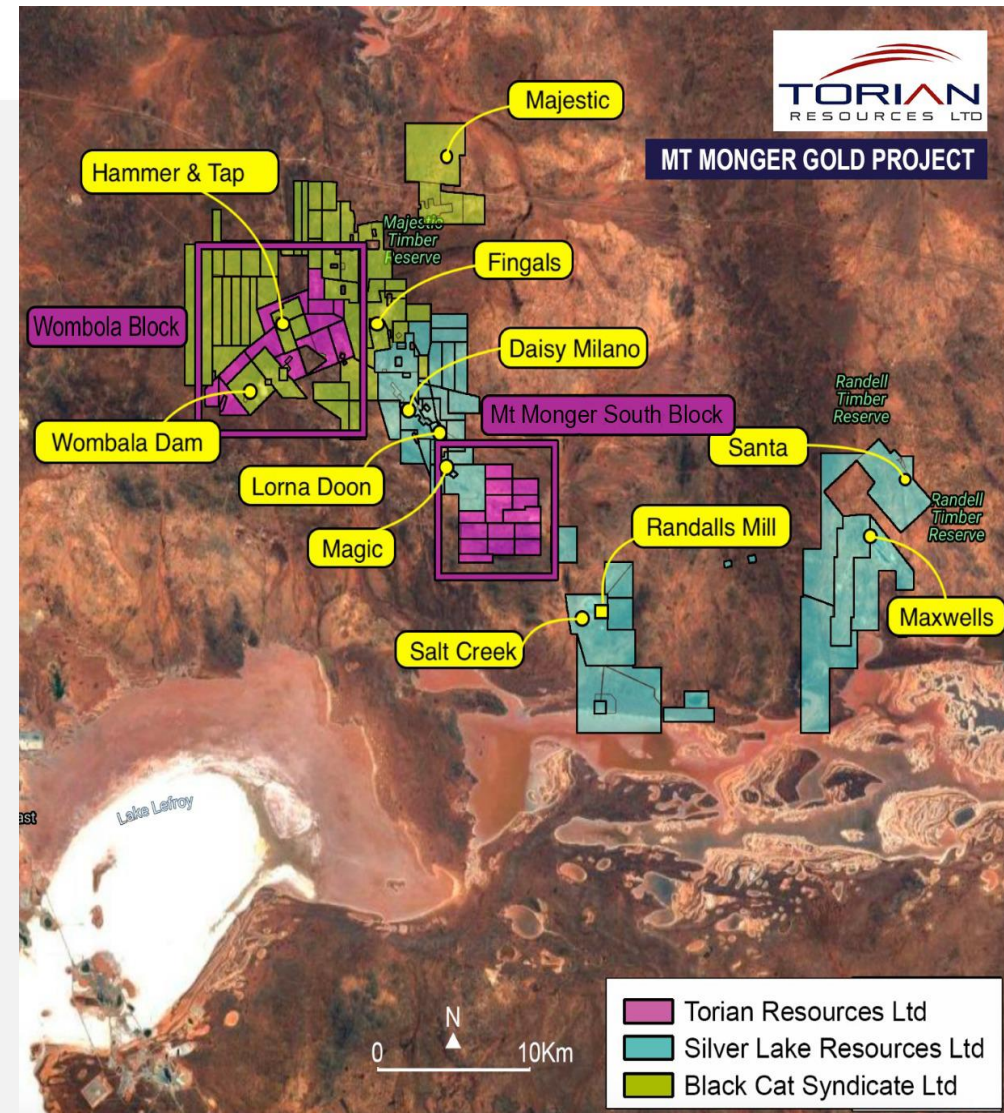 TORIAN
RESOURCES LTD
MT MONGER GOLD PROJECT
Majestic
Hammer & Tap
Majestic
Timber
Reserve
Fingals
Wombola Block
Daisy Milano
Randell
Timber
Reserve
Mt Monger South Block
Wombala Dam
Santa
Lorna Doon
Randell
Timber
Reserve
Randalls Mill
Magic
Maxwells
Salt Creek
Lake Lefroy
ast
N
0 10Km
Torian Resources Ltd
Silver Lake Resources Ltd
Black Cat Syndicate Ltd